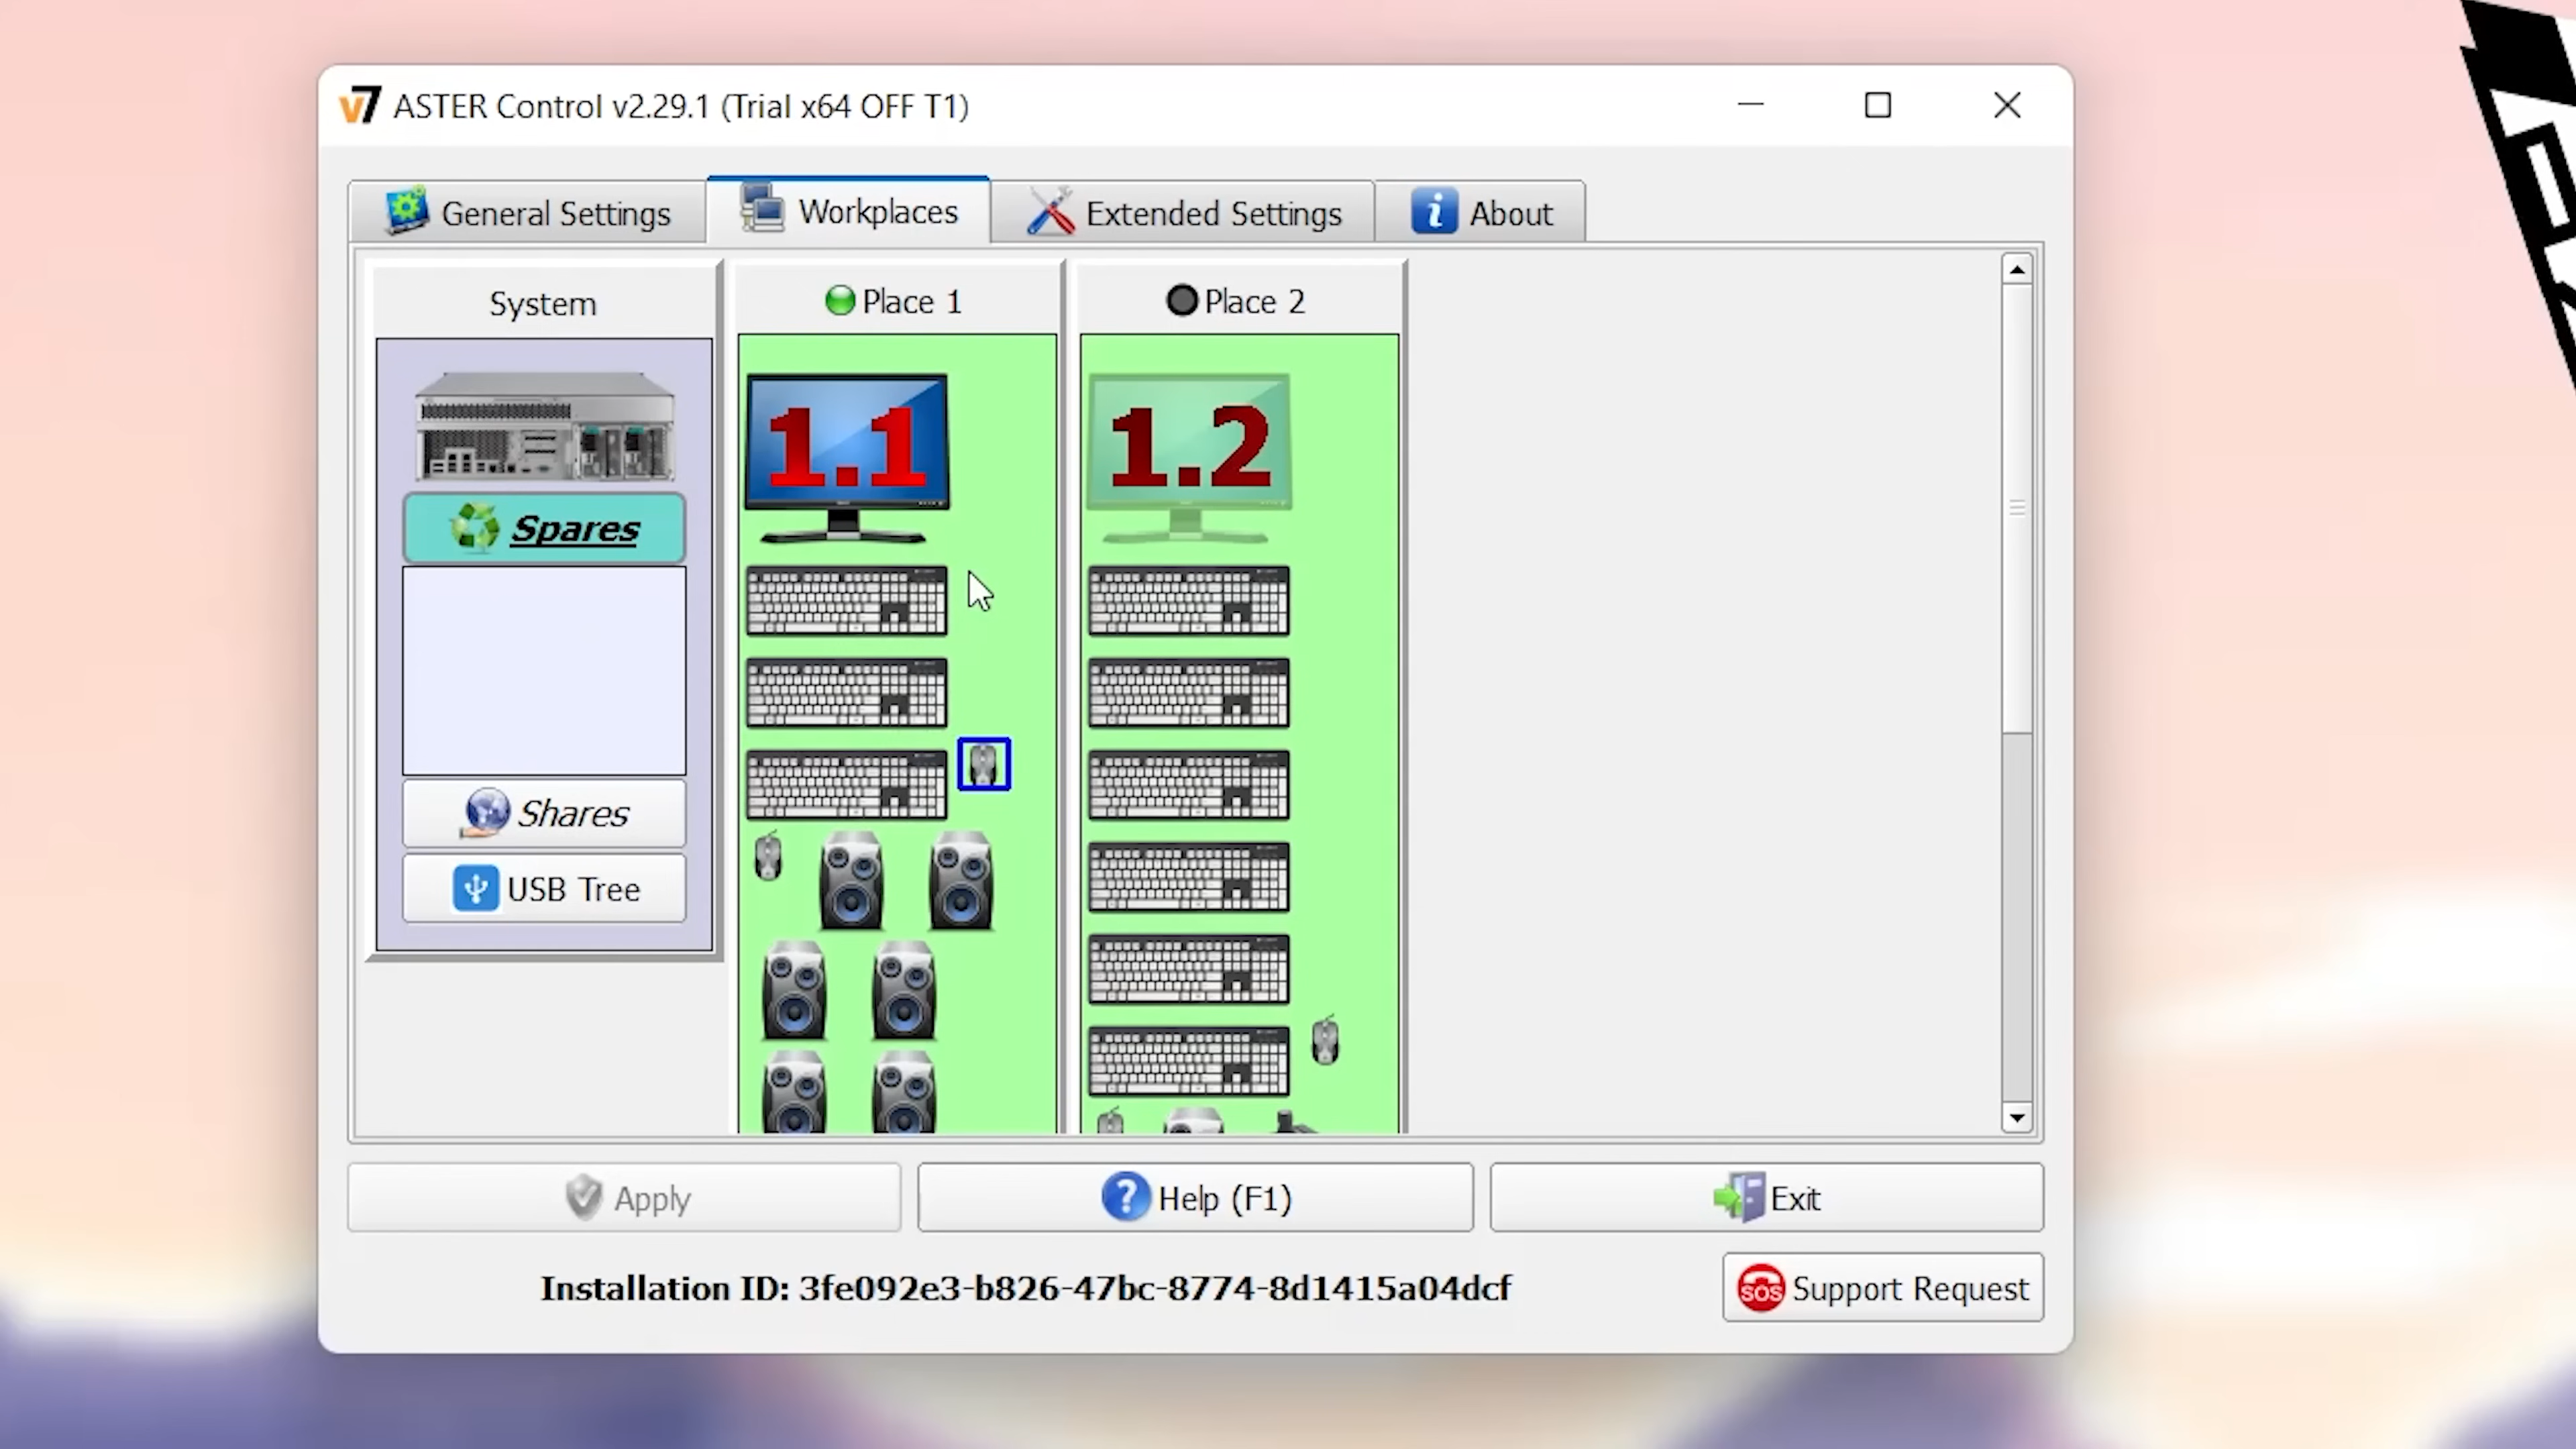 v7 ASTER Control v2.29.1 (Trial x64 OFF T1)
General Settings
Workplaces
Extended Settings
i About
System
Place 1
Place 2
1.1
1.2
Spares
Shares
USB Tree
Apply
? Help (F1)
Exit
Installation ID: 3fe092e3-b826-47bc-8774-8d1415a04dcf
SOS Support Request